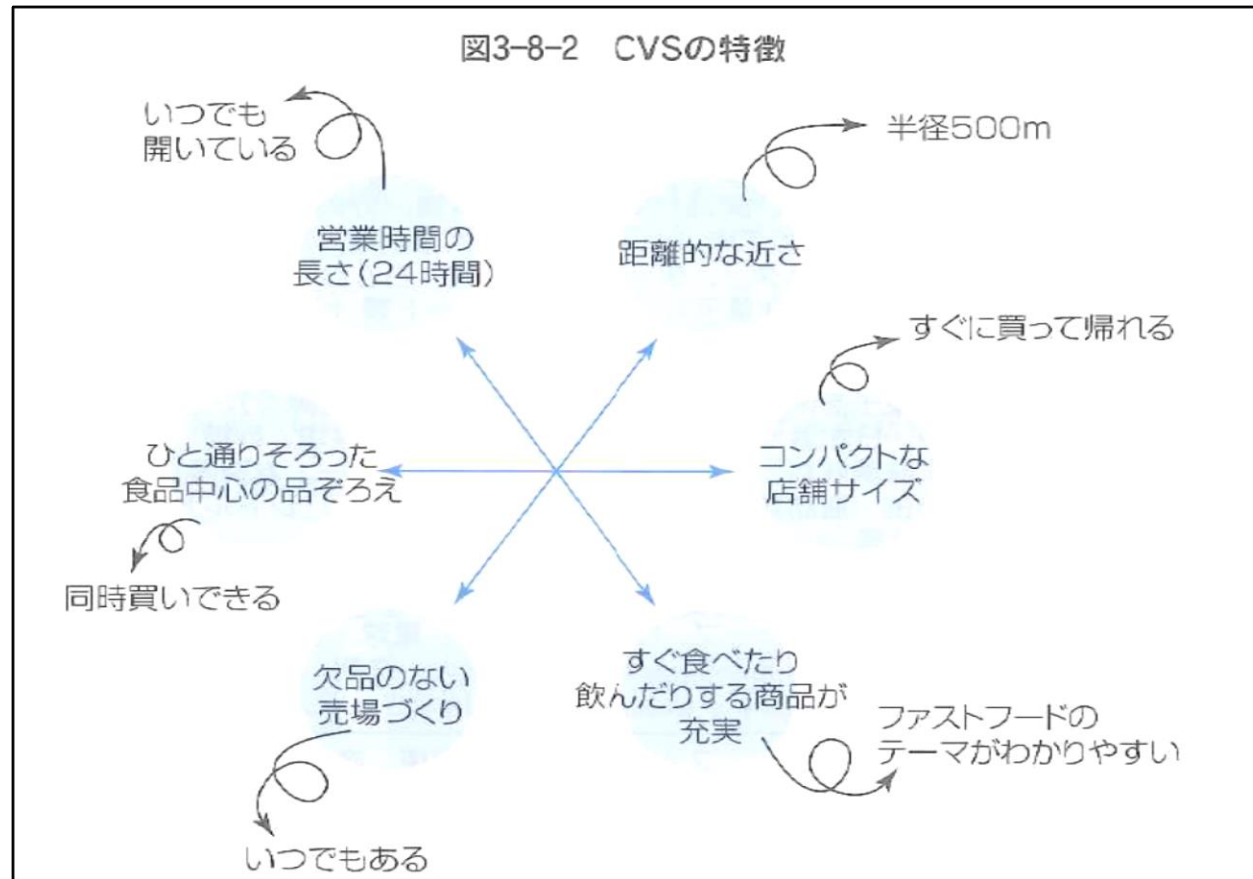 図3-8-2 CVSの特徴
いつでも
開いている
半径500m
営業時間の
長さ(24時間)
距離的な近さ
すぐに買って帰れる
ひと通りそろった
食品中心の品ぞろえ
コンパクトな
店舗サイズ
同時買いできる
欠品のない
売場づくり
すぐ食べたり
飲んだりする商品が
充実
ファストフードの
テーマがわかりやすい
いつでもある